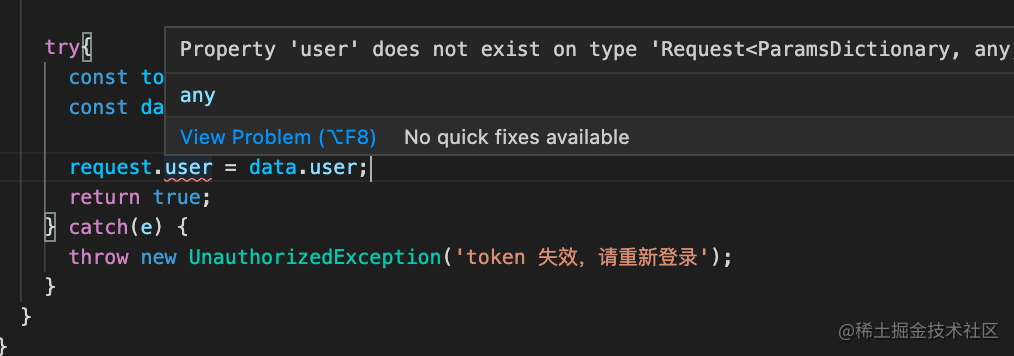 try{
Property 'user' does not exist on type 'Request<ParamsDictionary, any,
const to
any
const da
View Problem (⌥F8) No quick fixes available
request.user = data.user;
return true;
} catch(e) {
throw new UnauthorizedException('token 失效，请重新登录');
}
}
}
@稀土掘金技术社区